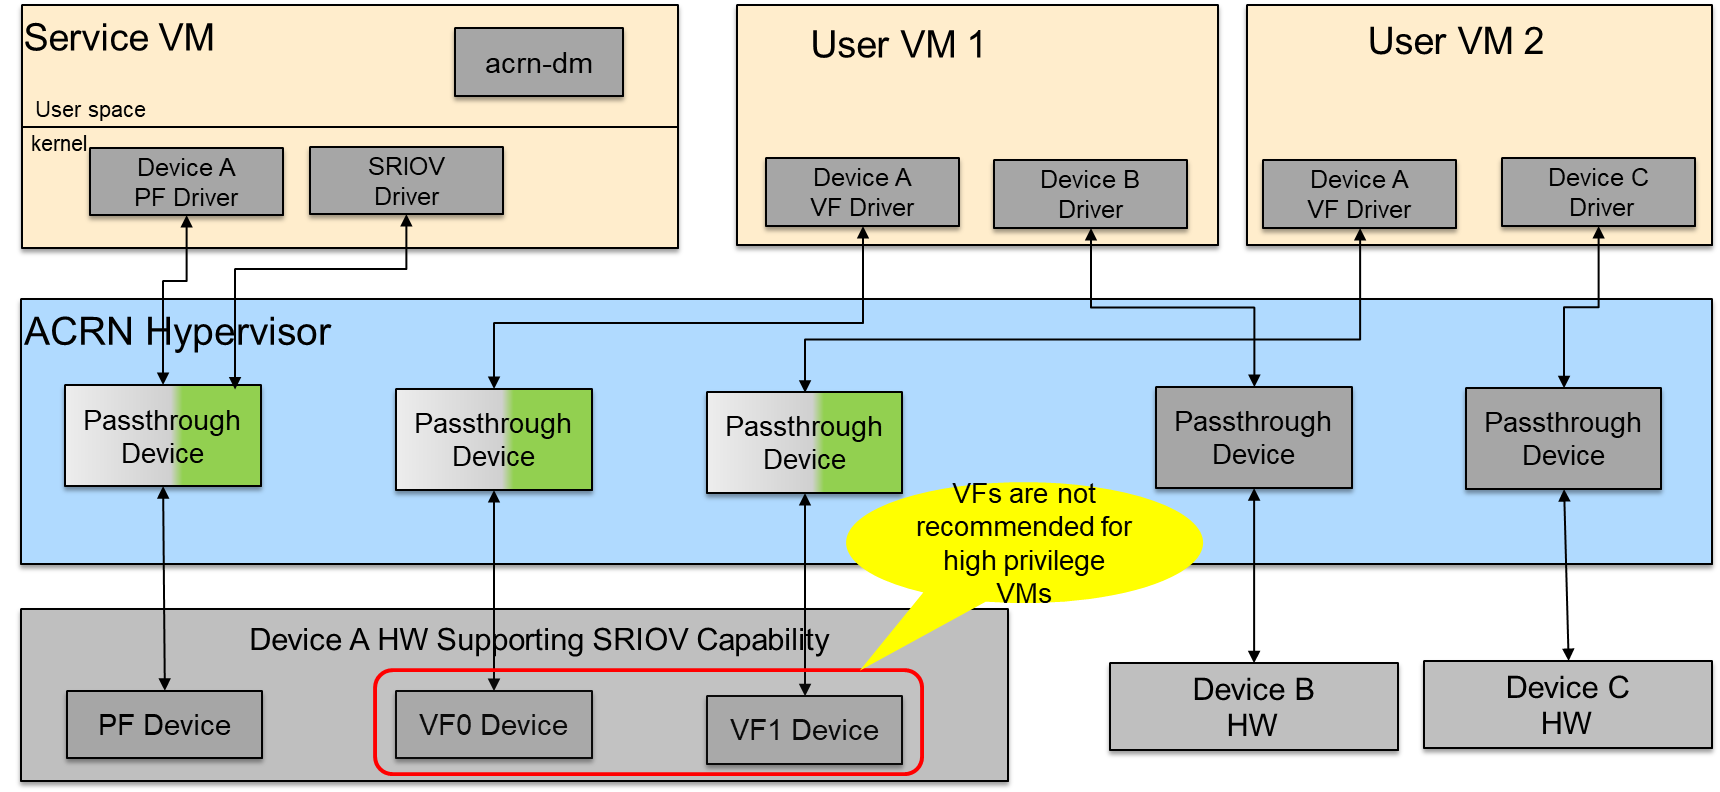 Service VM
acrn-dm
User space
kernel
Device A
PF Driver
SRIOV
Driver
User VM 1
Device A
VF Driver
Device B
Driver
User VM 2
Device A
VF Driver
Device C
Driver
ACRN Hypervisor
Passthrough
Device
Passthrough
Device
Passthrough
Device
Passthrough
Device
Passthrough
Device
VFs are not
recommended for
high privilege
VMs
Device A HW Supporting SRIOV Capability
PF Device
VF0 Device
VF1 Device
Device B
HW
Device C
HW